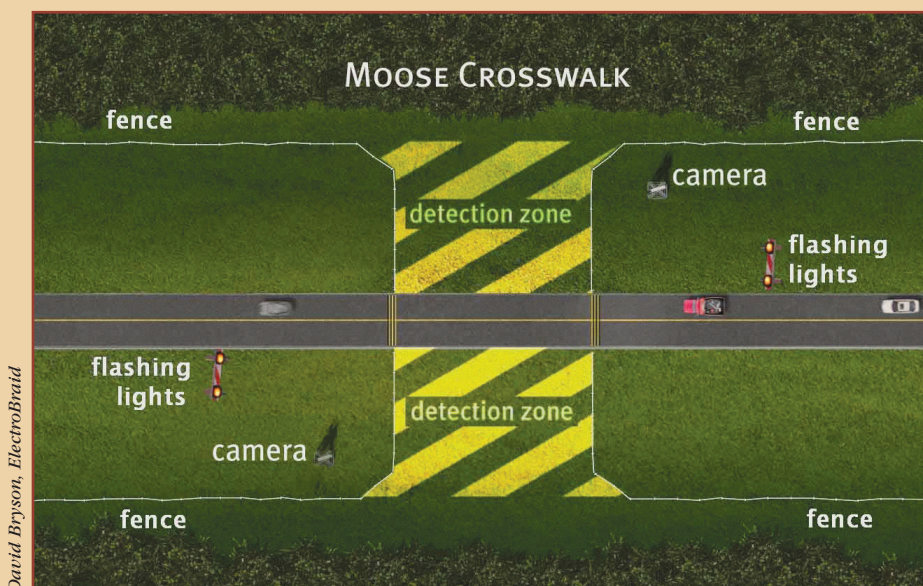 MOOSE CROSSWALK
fence
fence
camera
detection zone
flashing
lights
flashing
lights
detection zone
camera
fence
fence
David Bryson, ElectroBraid